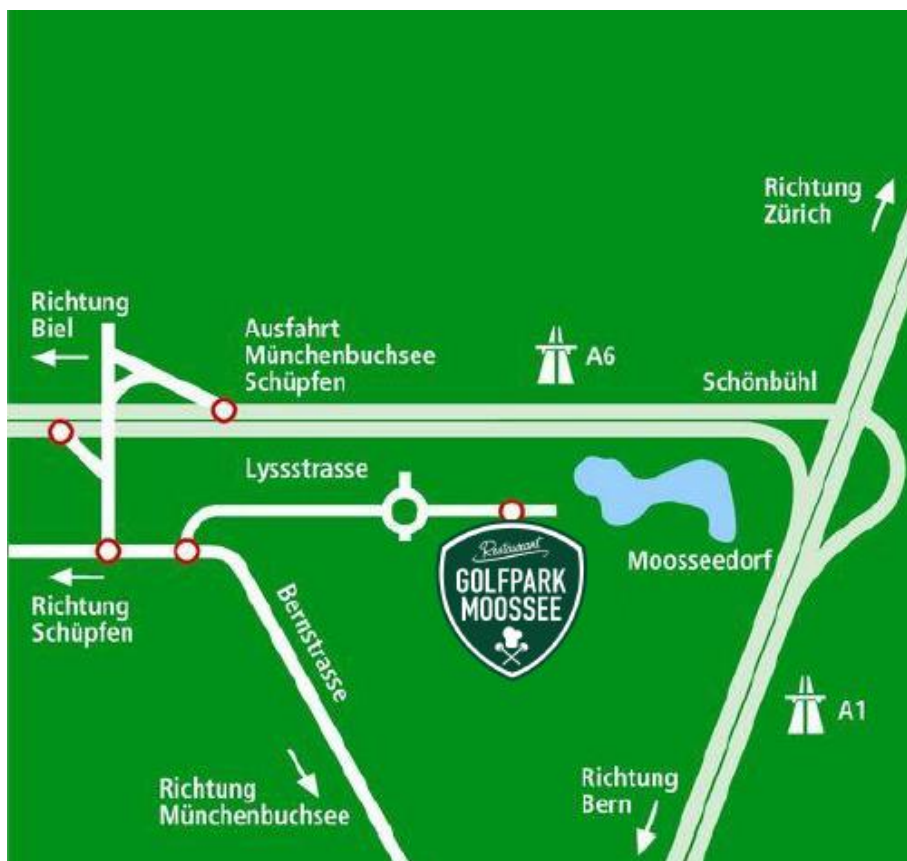 Richtung
Zürich
Richtung
Biel
Ausfahrt
Münchenbuchsee
Schüpfen
A6
Schönbühl
Lyssstrasse
Restaurant
GOLFPARK
MOOSSEE
Moosseedorf
Richtung
Schüpfen
Bernstrasse
A1
Richtung
Münchenbuchsee
Richtung
Bern